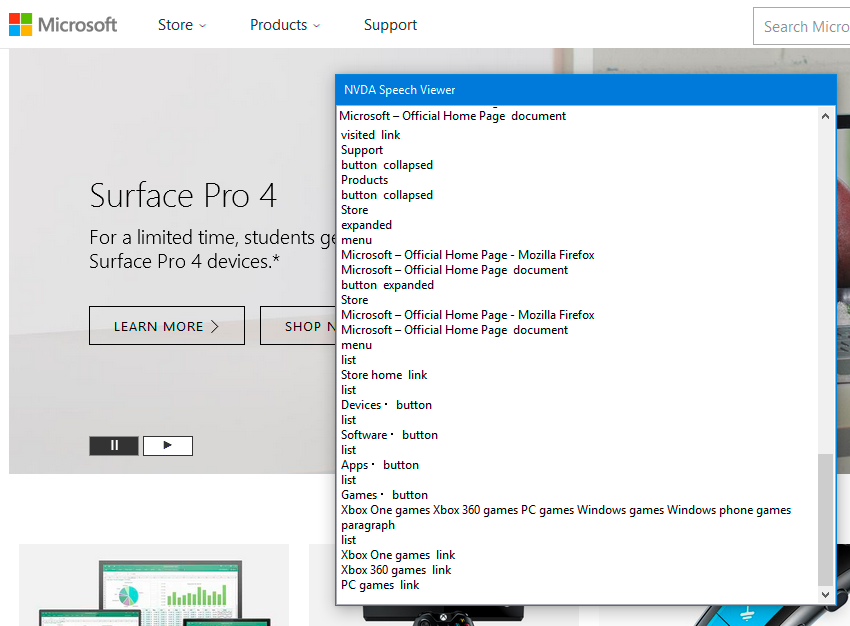 Microsoft Store Products Support Search Micro
NVDA Speech Viewer
Surface Pro 4
For a limited time, students ge
Surface Pro 4 devices.*
LEARN MORE
SHOP N
Microsoft – Official Home Page document
visited link
Support
button collapsed
Products
button collapsed
Store
expanded
menu
Microsoft – Official Home Page - Mozilla Firefox
Microsoft – Official Home Page document
button expanded
Store
Microsoft – Official Home Page - Mozilla Firefox
Microsoft – Official Home Page document
menu
list
Store home link
list
Devices · button
list
Software · button
list
Apps · button
list
Games · button
Xbox One games Xbox 360 games PC games Windows games Windows phone games
paragraph
list
Xbox One games link
Xbox 360 games link
PC games link